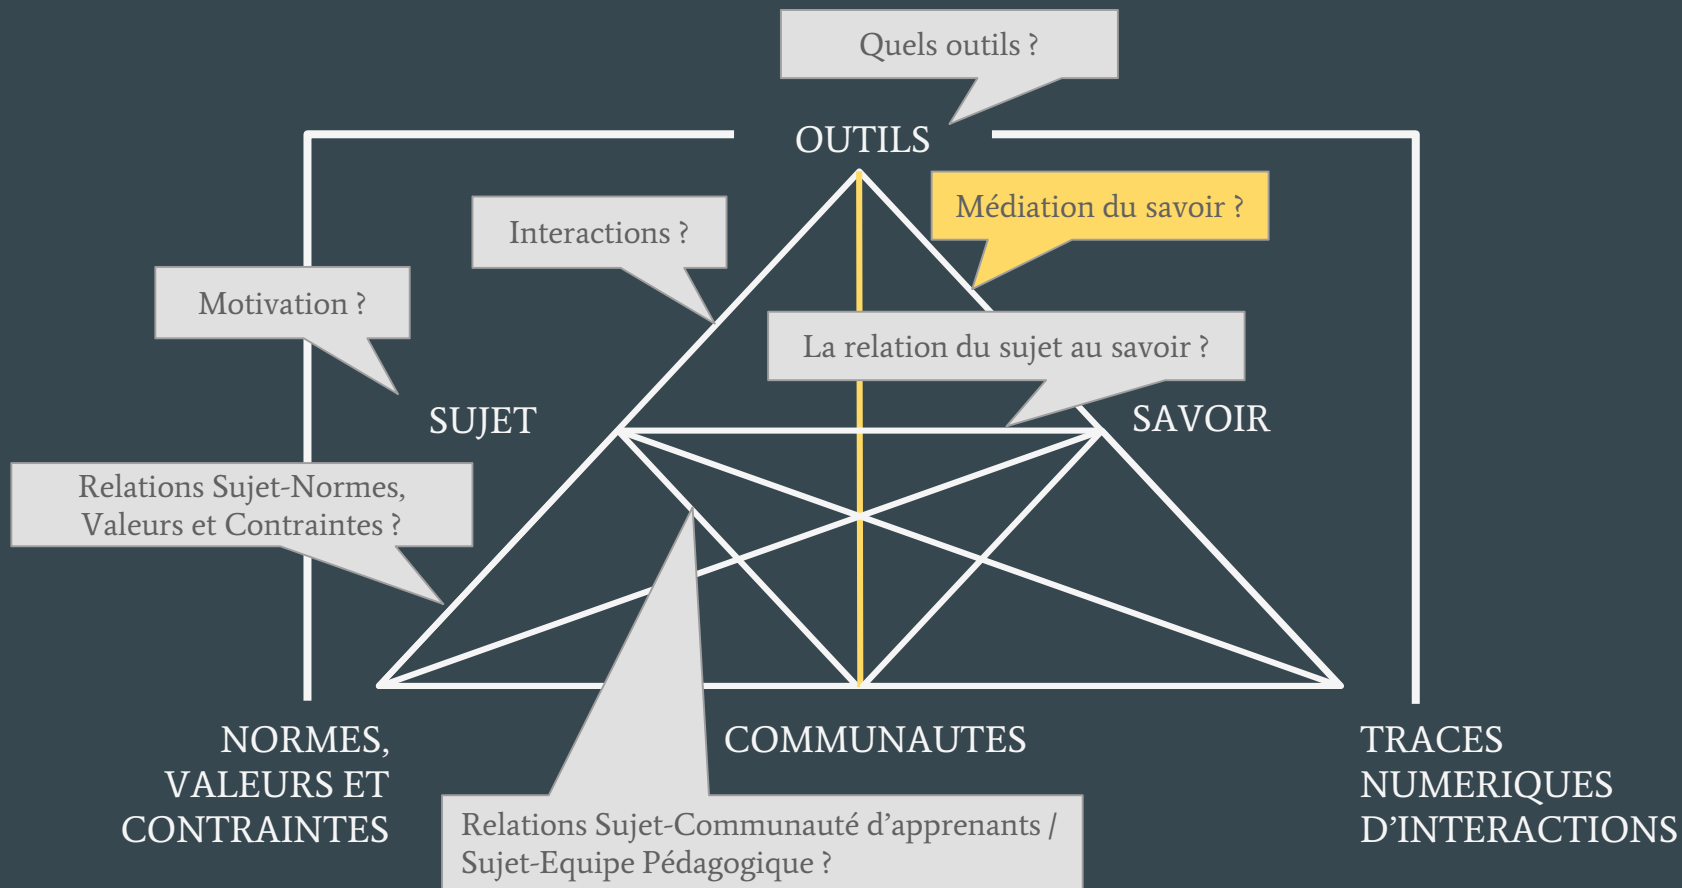 Quels outils ?
OUTILS
Médiation du savoir ?
Interactions ?
Motivation ?
La relation du sujet au savoir ?
SUJET
SAVOIR
Relations Sujet-Normes,
Valeurs et Contraintes ?
NORMES,
VALEURS ET
CONTRAINTES
COMMUNAUTES
TRACES
NUMERIQUES
D’INTERACTIONS
Relations Sujet-Communauté d’apprenants /
Sujet-Equipe Pédagogique ?